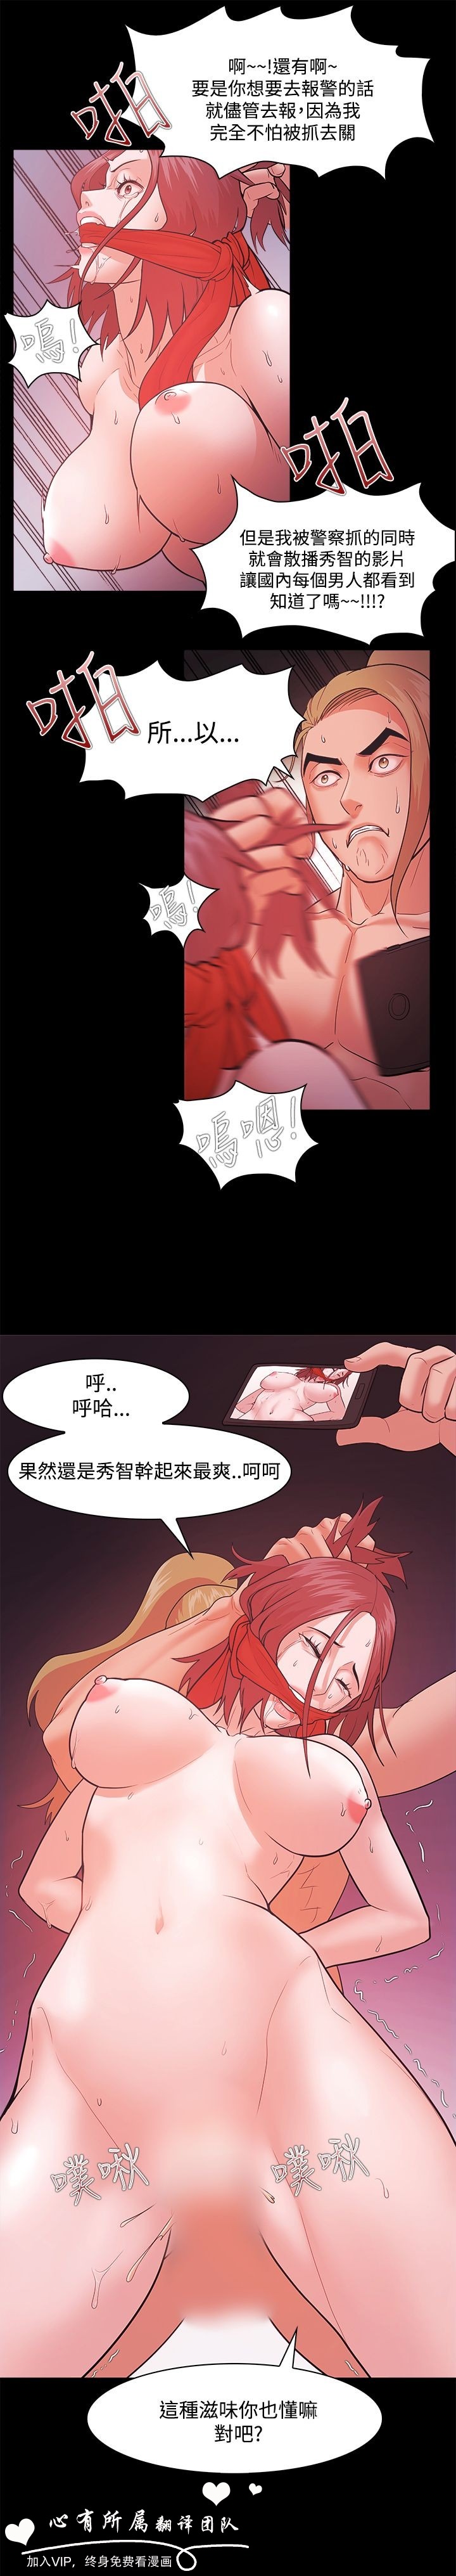 啊~~!還有啊~
要是你想要去報警的話
就儘管去報，因為我
完全不怕被抓去關
啪
嗚!
啪
但是我被警察抓的同時
就會散播秀智的影片
讓國內每個男人都看到
知道了嗎~~!!!?
啪
所...以...
嗚!
嗚嗯!
呼..
呼哈...
果然還是秀智幹起來最爽..呵呵
噗啾
噗啾
這種滋味你也懂嘛
對吧?
心有所属翻译团队
加入VIP，终身免费看漫画